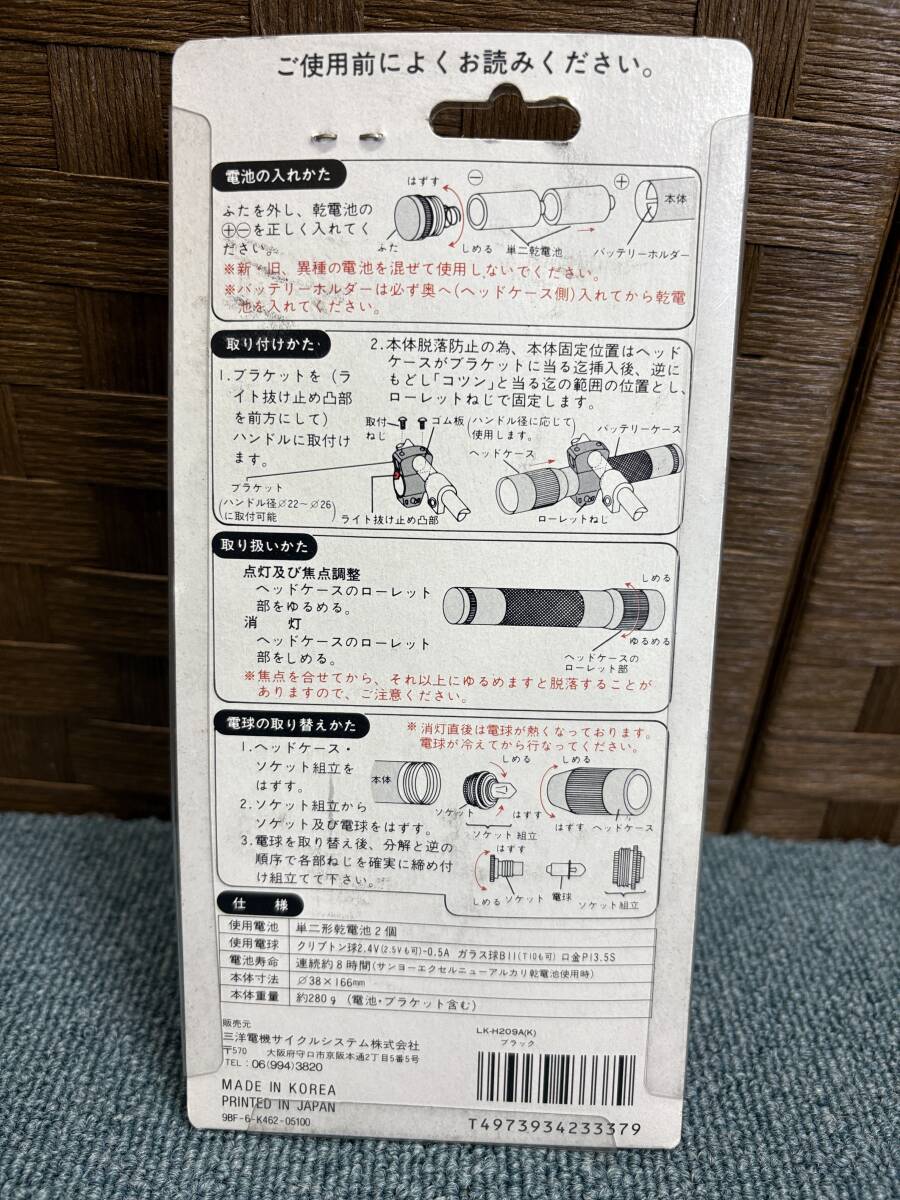 ご使用前によくお読みください。
電池の入れかた
ふたを外し、乾電池の
⊕⊖を正しく入れてく
ださい。
はずす
⊖
⊕
本体
ふた
しめる
単二乾電池
バッテリーホルダー
※新・旧、異種の電池を混ぜて使用しないでください。
※バッテリーホルダーは必ず奥へ(ヘッドケース側)入れてから乾電
池を入れてください。
取り付けかた
1.ブラケットを(ラ
イト抜け止め凸部
を前方にして)
ハンドルに取付け
ます。
ブラケット
(ハンドル径∅22〜∅26)
に取付可能
2.本体脱落防止の為、本体固定位置はヘッド
ケースがブラケットに当る迄挿入後、逆に
もどし「コツン」と当る迄の範囲の位置とし、
ローレットねじで固定します。
取付
ねじ
ゴム板
(ハンドル径に応じて
使用します。)
バッテリーケース
ヘッドケース
ライト抜け止め凸部
ローレットねじ
取り扱いかた
点灯及び焦点調整
ヘッドケースのローレット
部をゆるめる。
消 灯
ヘッドケースのローレット
部をしめる。
しめる
ゆるめる
ヘッドケースの
ローレット部
※焦点を合せてから、それ以上にゆるめますと脱落することが
ありますので、ご注意ください。
電球の取り替えかた
※消灯直後は電球が熱くなっております。
電球が冷えてから行なってください。
1.ヘッドケース・
ソケット組立を
はずす。
2.ソケット組立から
ソケット及び電球をはずす。
3.電球を取り替え後、分解と逆の
順序で各部ねじを確実に締め付
け組立てて下さい。
本体
しめる
しめる
ソケット
はずす
ソケット組立
はずす
ヘッドケース
はずす
しめる
ソケット
電球
ソケット組立
仕 様
使用電池 単二形乾電池2個
使用電球 クリプトン球2.4V(2.5Vも可)-0.5A ガラス球B11(T10も可) 口金P13.5S
電池寿命 連続約8時間(サンヨーエクセルニューアルカリ乾電池使用時)
本体寸法 ∅38×166mm
本体重量 約280g (電池・ブラケット含む)
販売元
三洋電機サイクルシステム株式会社
〒570 大阪府守口市京阪本通2丁目5番5号
TEL:06(994)3820
MADE IN KOREA
PRINTED IN JAPAN
9BF-6-K462-05100
LK-H209A(K)
ブラック
T4973934233379